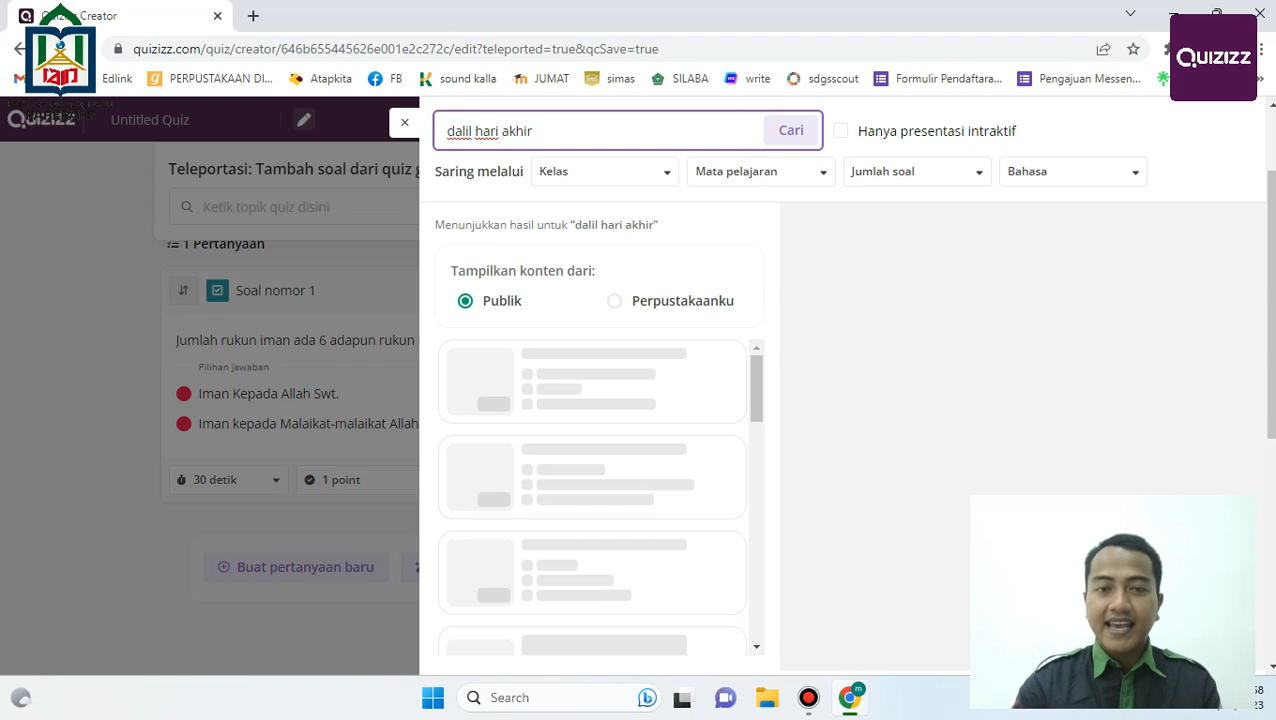 Quizizz Creator
quizizz.com/quiz/creator/646b655445626e001e2c272c/edit?teleported=true&qcSave=true
Edlink
PERPUSTAKAAN DI...
Atapkita
FB
sound kalla
JUMAT
simas
SILABA
write
sdgsscout
Formulir Pendaftara...
Pengajuan Messen...
QUIZIZZ
QUIZIZZ
Untitled Quiz
dalil hari akhir
Cari
Hanya presentasi intraktif
Teleportasi: Tambah soal dari quiz
Saring melalui
Kelas
Mata pelajaran
Jumlah soal
Bahasa
Ketik topik quiz disini
Menunjukkan hasil untuk “dalil hari akhir”
1 Pertanyaan
Tampilkan konten dari:
Soal nomor 1
Publik
Perpustakaanku
Jumlah rukun iman ada 6 adapun rukun
Pilihan jawaban
Iman Kepada Allah Swt.
Iman kepada Malaikat-malaikat Allah
30 detik
1 point
Buat pertanyaan baru
Search